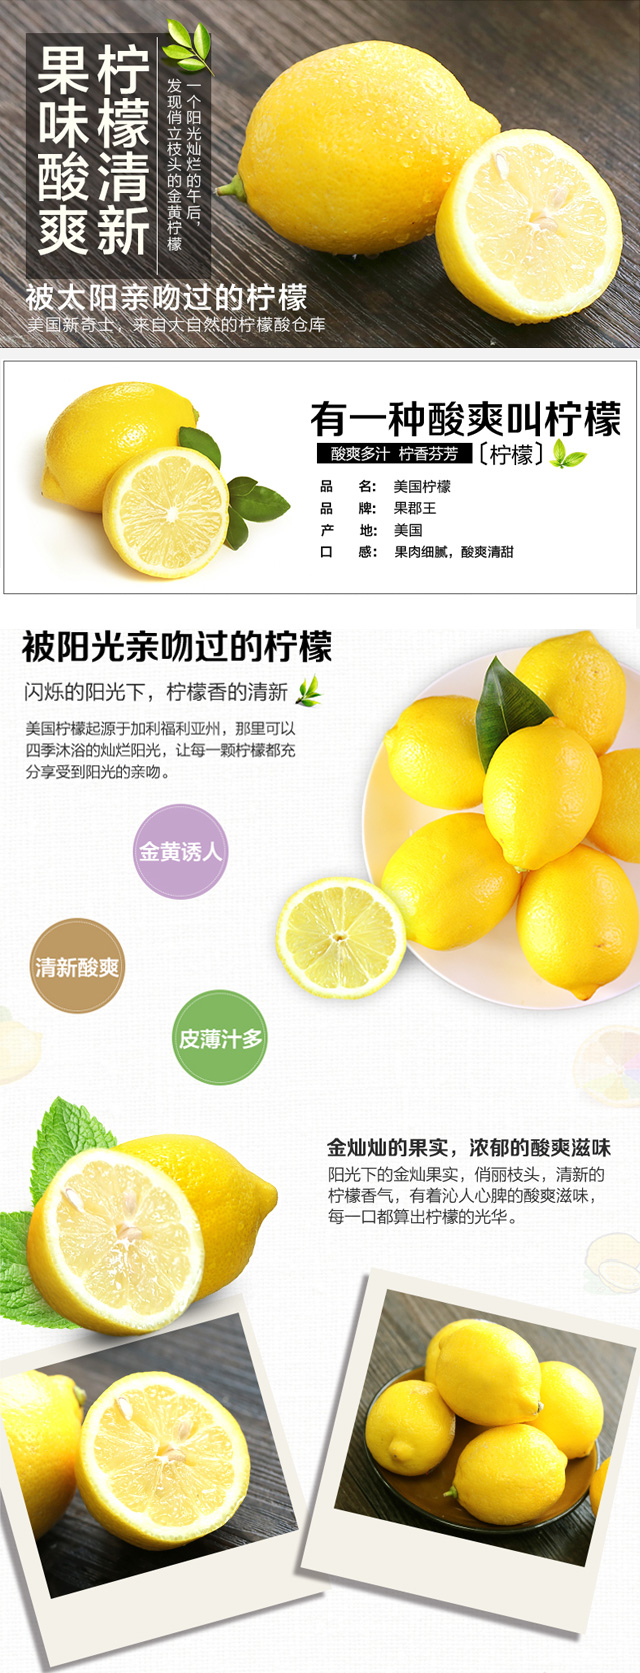 柠檬清新
果味酸爽
一个阳光灿烂的午后，
发现俏立枝头的金黄柠檬
被太阳亲吻过的柠檬
美国新奇士，来自大自然的柠檬酸仓库
有一种酸爽叫柠檬
酸爽多汁 柠香芬芳 〔柠檬〕
品 名: 美国柠檬
品 牌: 果郡王
产 地: 美国
口 感: 果肉细腻，酸爽清甜
被阳光亲吻过的柠檬
闪烁的阳光下，柠檬香的清新
美国柠檬起源于加利福利亚州，那里可以
四季沐浴的灿烂阳光，让每一颗柠檬都充
分享受到阳光的亲吻。
金黄诱人
清新酸爽
皮薄汁多
金灿灿的果实，浓郁的酸爽滋味
阳光下的金灿果实，俏丽枝头，清新的
柠檬香气，有着沁人心脾的酸爽滋味，
每一口都算出柠檬的光华。